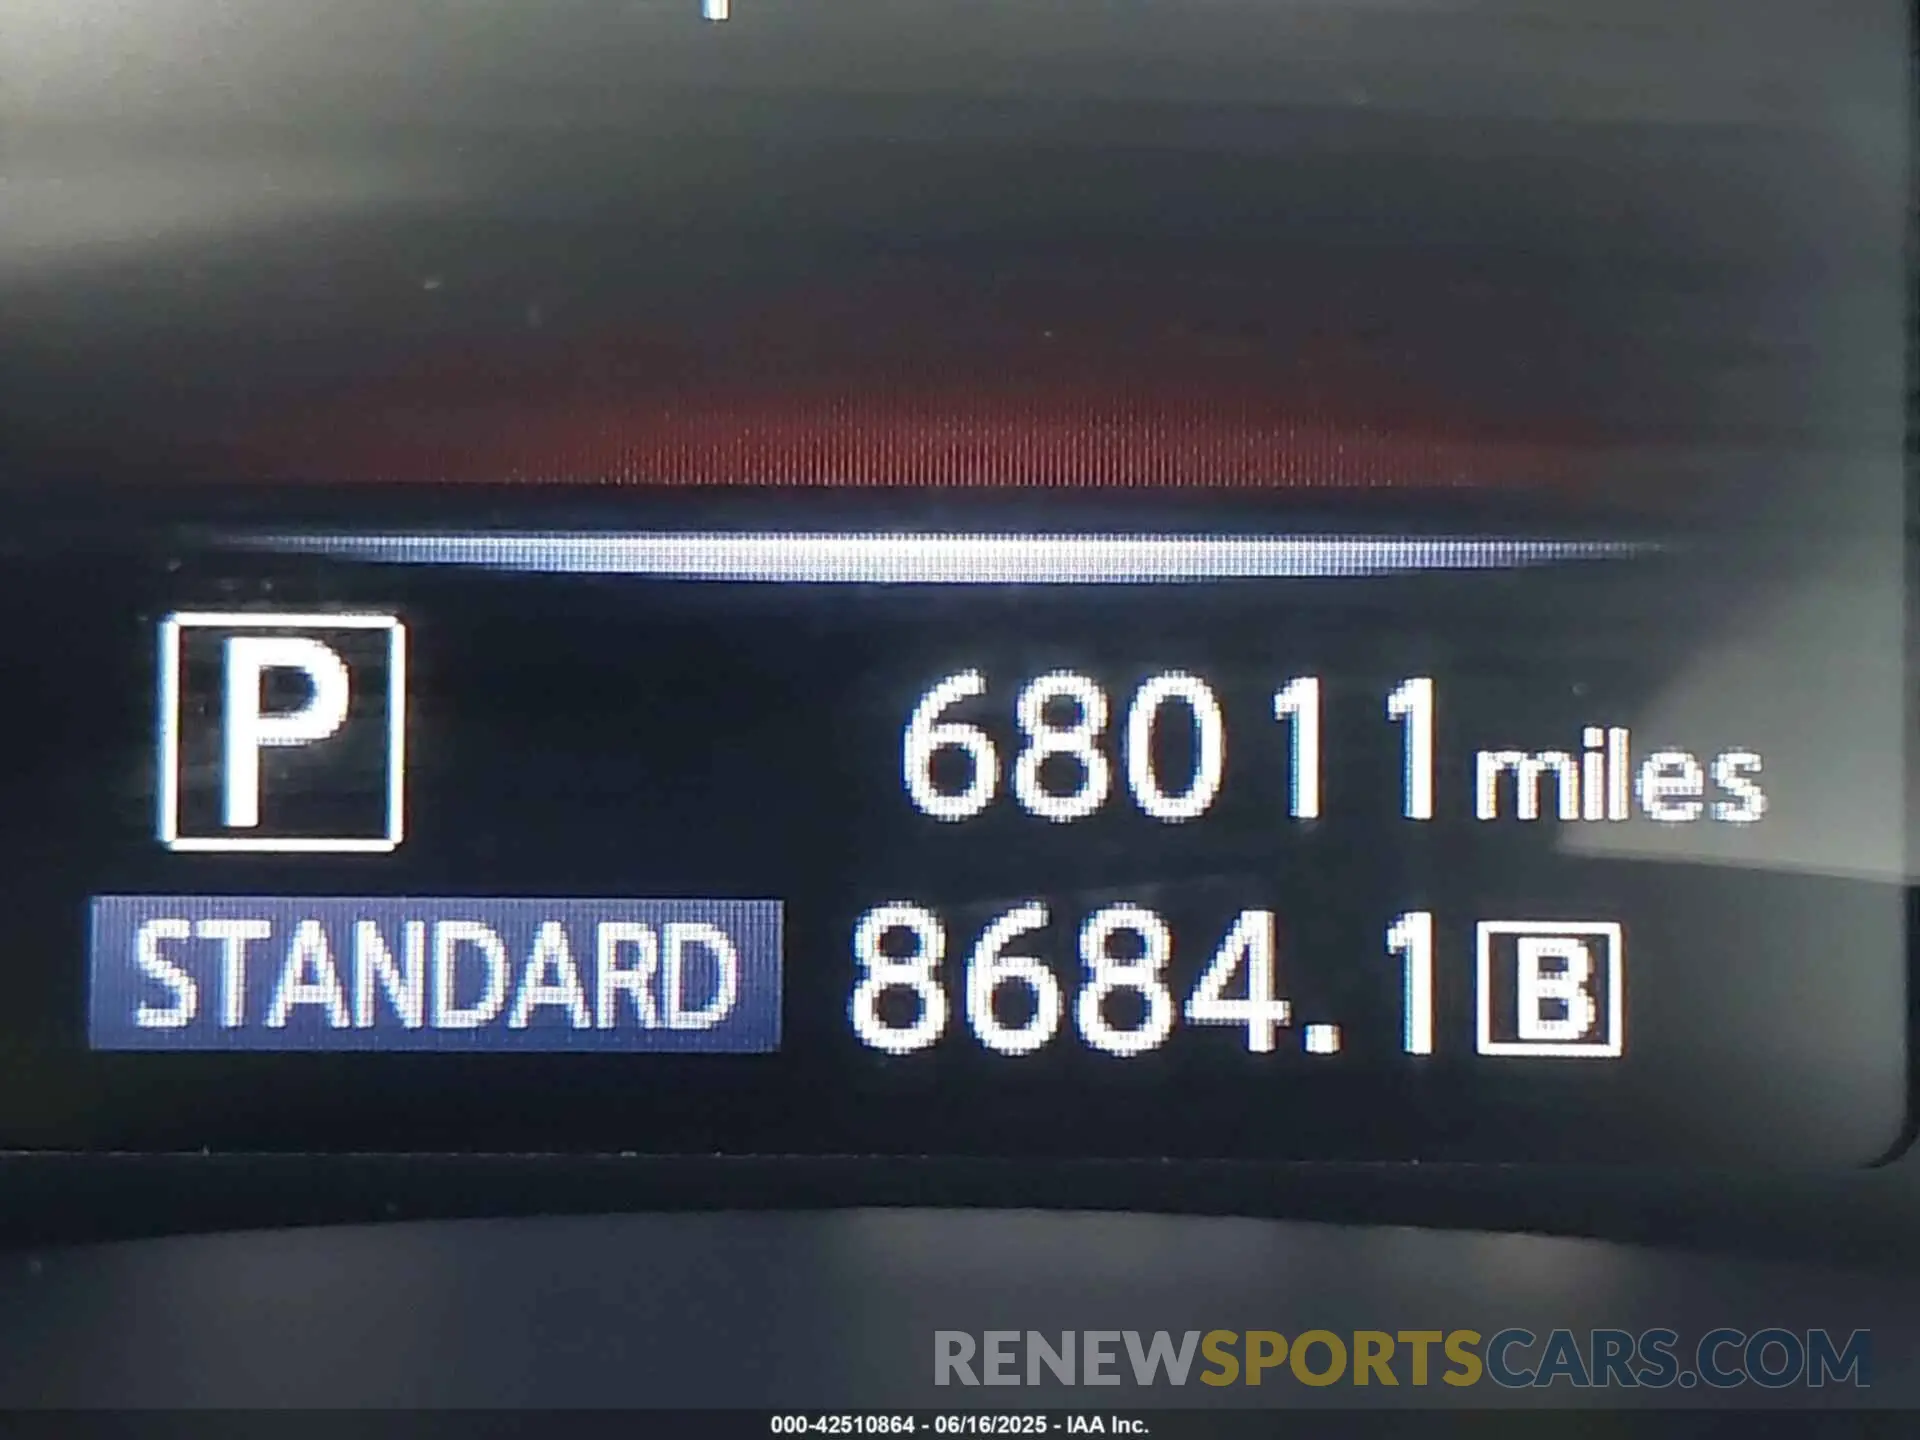 P
68011 miles
STANDARD
8684.1 B
RENEWSPORTSCARS.COM
000-42510864 - 06/16/2025 - IAA Inc.